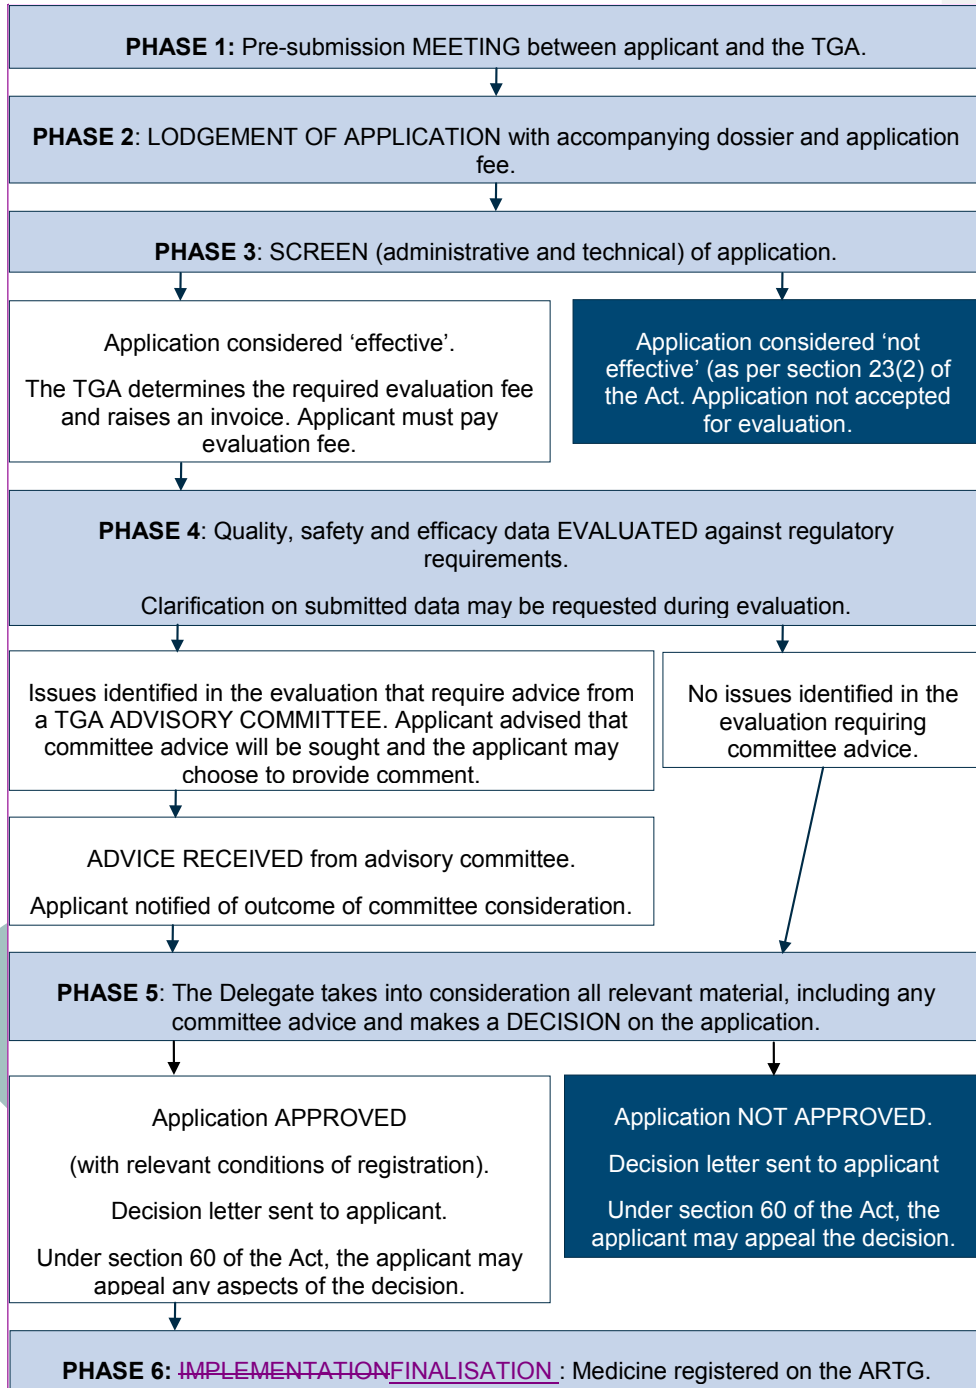 PHASE 1: Pre-submission MEETING between applicant and the TGA.
PHASE 2: LODGEMENT OF APPLICATION with accompanying dossier and application
fee.
PHASE 3: SCREEN (administrative and technical) of application.
Application considered ‘effective’.
The TGA determines the required evaluation fee
and raises an invoice. Applicant must pay
evaluation fee.
Application considered ‘not
effective’ (as per section 23(2) of
the Act. Application not accepted
for evaluation.
PHASE 4: Quality, safety and efficacy data EVALUATED against regulatory
requirements.
Clarification on submitted data may be requested during evaluation.
Issues identified in the evaluation that require advice from
a TGA ADVISORY COMMITTEE. Applicant advised that
committee advice will be sought and the applicant may
choose to provide comment.
No issues identified in the
evaluation requiring
committee advice.
ADVICE RECEIVED from advisory committee.
Applicant notified of outcome of committee consideration.
PHASE 5: The Delegate takes into consideration all relevant material, including any
committee advice and makes a DECISION on the application.
Application APPROVED
(with relevant conditions of registration).
Decision letter sent to applicant.
Under section 60 of the Act, the applicant may
appeal any aspects of the decision.
Application NOT APPROVED.
Decision letter sent to applicant
Under section 60 of the Act, the
applicant may appeal the decision.
PHASE 6: IMPLEMENTATIONFINALISATION : Medicine registered on the ARTG.